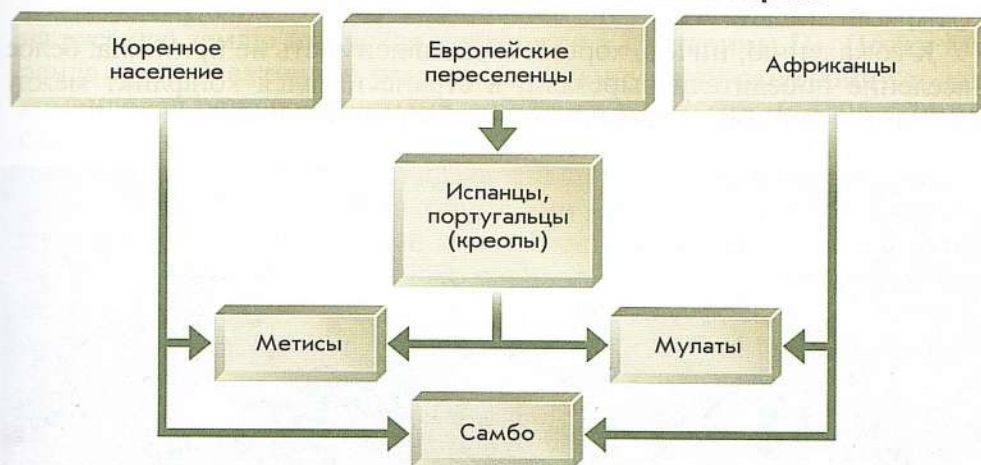 Коренное
население
Европейские
переселенцы
Африканцы
Испанцы,
португальцы
(креолы)
Метисы
Мулаты
Самбо